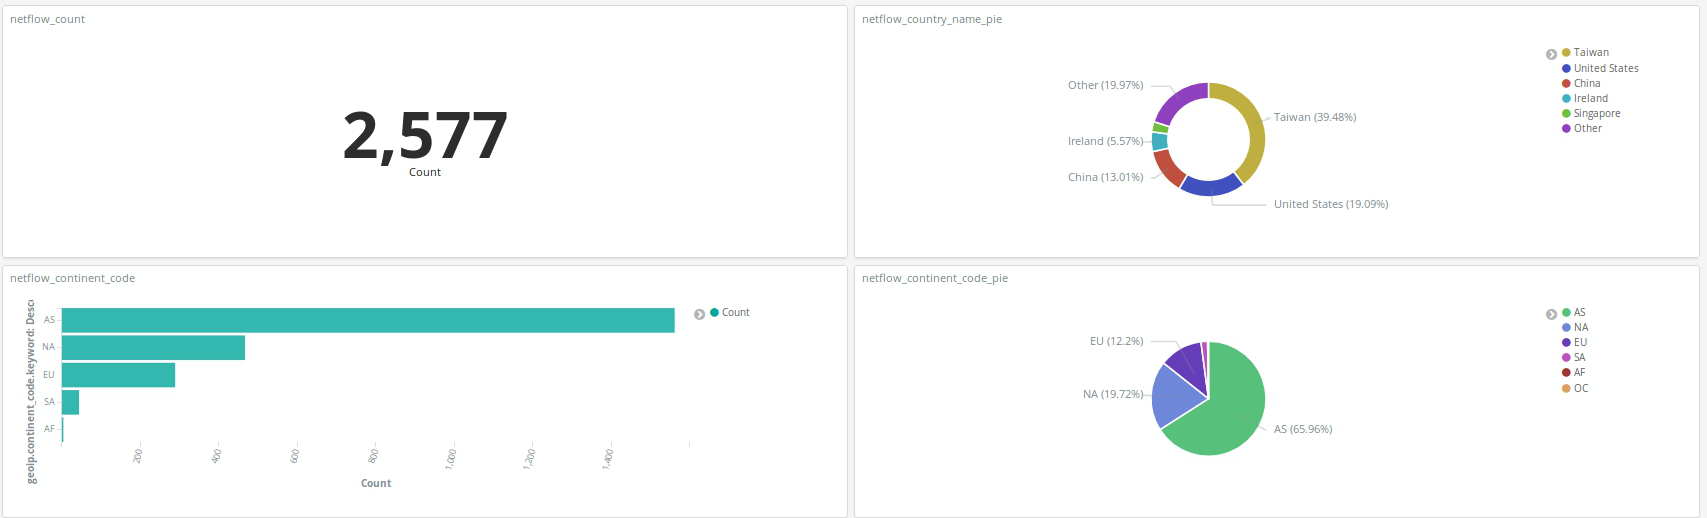 netflow_count
2,577
Count
netflow_country_name_pie
Other (19.97%)
Ireland (5.57%)
China (13.01%)
Taiwan (39.48%)
United States (19.09%)
Taiwan
United States
China
Ireland
Singapore
Other
netflow_continent_code
geoip.continent_code.keyword:
AS
NA
EU
SA
AF
200
400
600
800
1,000
1,200
1,400
Count
Count
netflow_continent_code_pie
EU (12.2%)
NA (19.72%)
AS (65.96%)
AS
NA
EU
SA
AF
OC